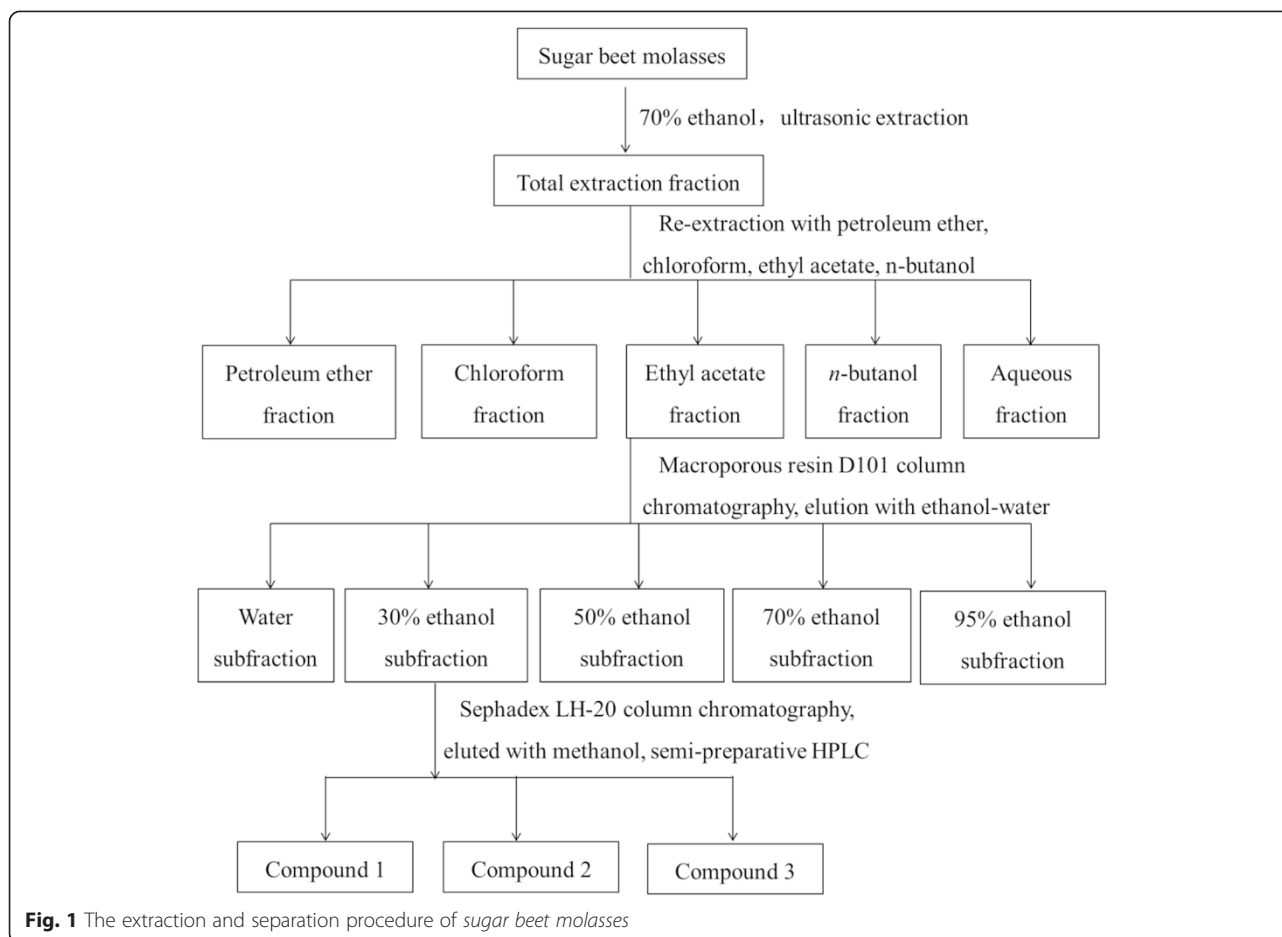 Sugar beet molasses
70% ethanol，ultrasonic extraction
Total extraction fraction
Re-extraction with petroleum ether,
chloroform, ethyl acetate, n-butanol
Petroleum ether
fraction
Chloroform
fraction
Ethyl acetate
fraction
n-butanol
fraction
Aqueous
fraction
Macroporous resin D101 column
chromatography, elution with ethanol-water
Water
subfraction
30% ethanol
subfraction
50% ethanol
subfraction
70% ethanol
subfraction
95% ethanol
subfraction
Sephadex LH-20 column chromatography,
eluted with methanol, semi-preparative HPLC
Compound 1
Compound 2
Compound 3
Fig. 1 The extraction and separation procedure of sugar beet molasses